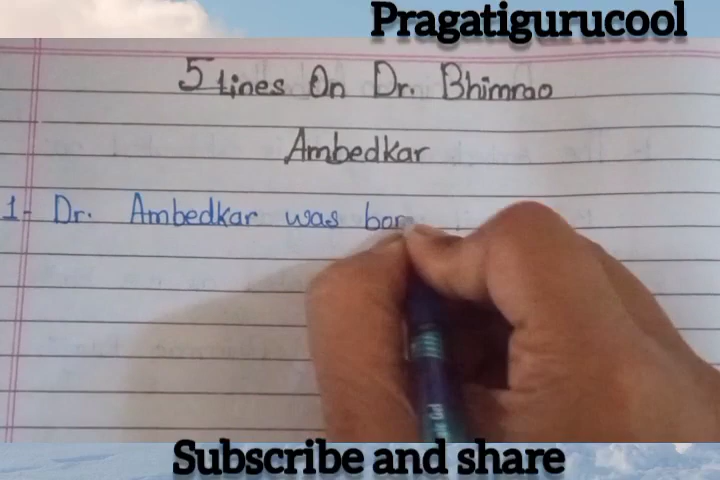 Pragatigurucool
5 Lines On Dr. Bhimrao
Ambedkar
1- Dr. Ambedkar was bor
Subscribe and share